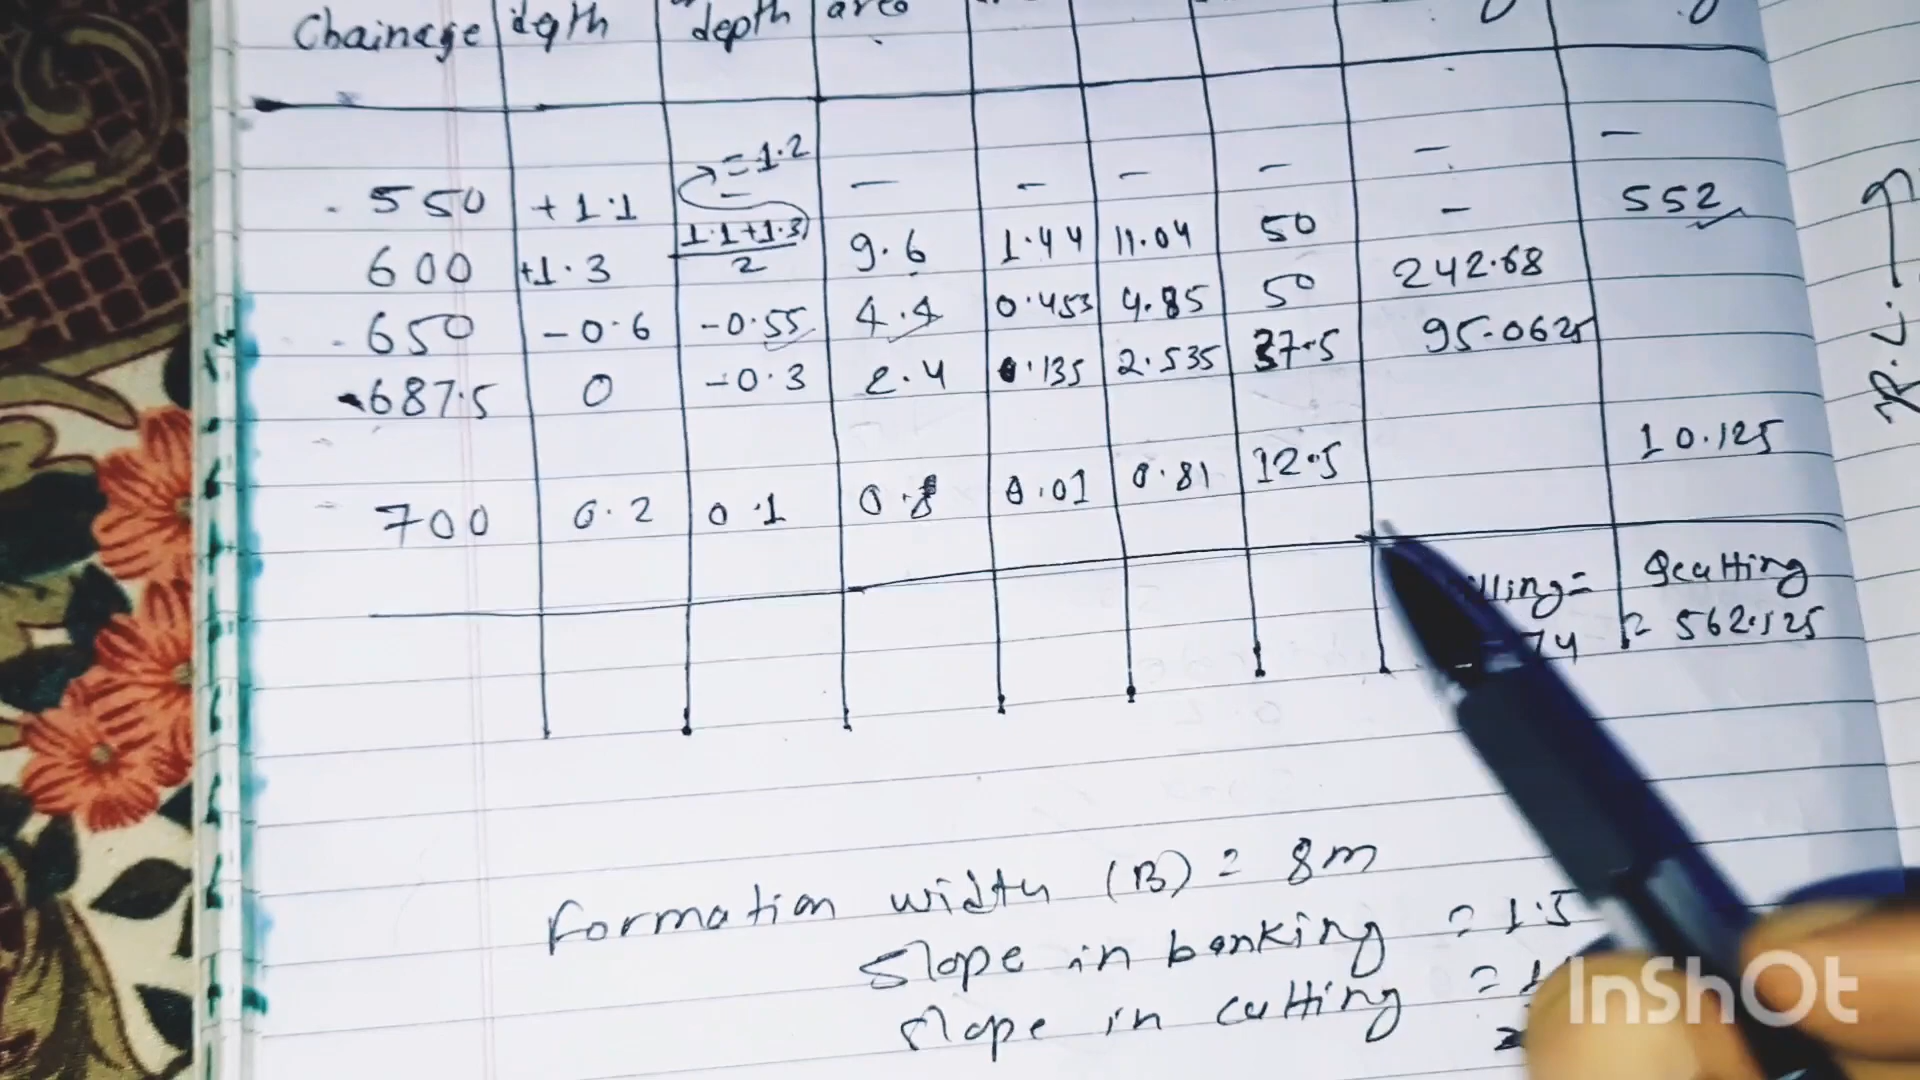 Chainage depth depth area
550 +1.1 - = 1.2 - - - - - -
600 +1.3 1.1+1.3/2 9.6 1.44 11.04 50 - 552
650 -0.6 -0.55 4.4 0.453 4.85 50 242.68
687.5 0 -0.3 2.4 0.135 2.535 37.5 95.0625
700 0.2 0.1 0.8 0.01 0.81 12.5 10.125
lling= Qcutting
74 = 562.125
Formation width (B) = 8m
Slope in banking = 1.5
Slope in cutting = 1
InShOt
R.L.